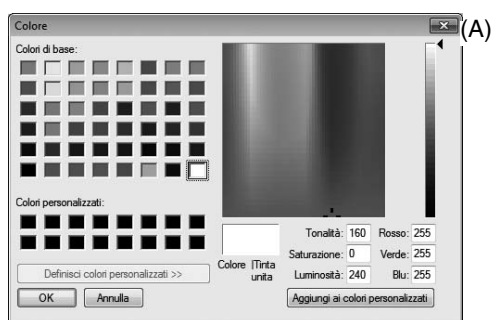 Colore
(A)
Colori di base:
Colori personalizzati:
Definisci colori personalizzati >>
OK Annulla
Colore |Tinta
unita
Tonalità: 160 Rosso: 255
Saturazione: 0 Verde: 255
Luminosità: 240 Blu: 255
Aggiungi ai colori personalizzati